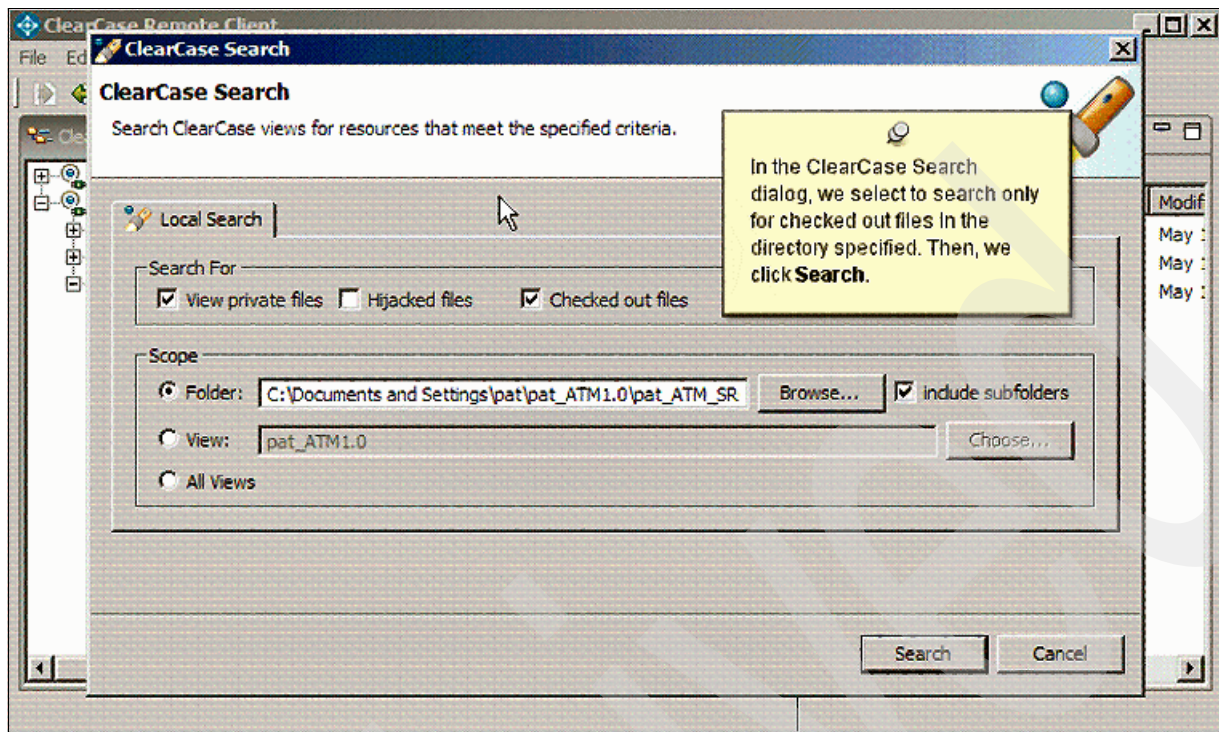 ClearCase Remote Client
File Ed
ClearCase Search
ClearCase Search
Search ClearCase views for resources that meet the specified criteria.
In the ClearCase Search
dialog, we select to search only
for checked out files in the
directory specified. Then, we
click Search.
Cle
Modif
May 1
May 1
May 1
Local Search
Search For
View private files
Hijacked files
Checked out files
Scope
Folder: C:\Documents and Settings\pat\pat_ATM1.0\pat_ATM_SR Browse... include subfolders
View: pat_ATM1.0 Choose...
All Views
Search Cancel